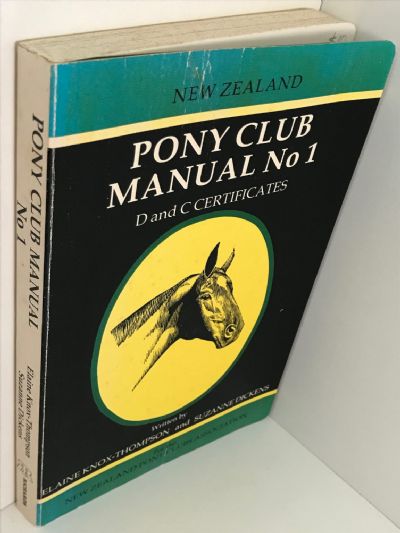 NEW ZEALAND
PONY CLUB
MANUAL No 1
D and C CERTIFICATES
Written by
ELAINE KNOX-THOMPSON and SUZANNE DICKENS
NEW ZEALAND PONY CLUBS ASSOCIATION
PONY CLUB MANUAL
No 1
Elaine Knox-Thompson
Suzanne Dickens